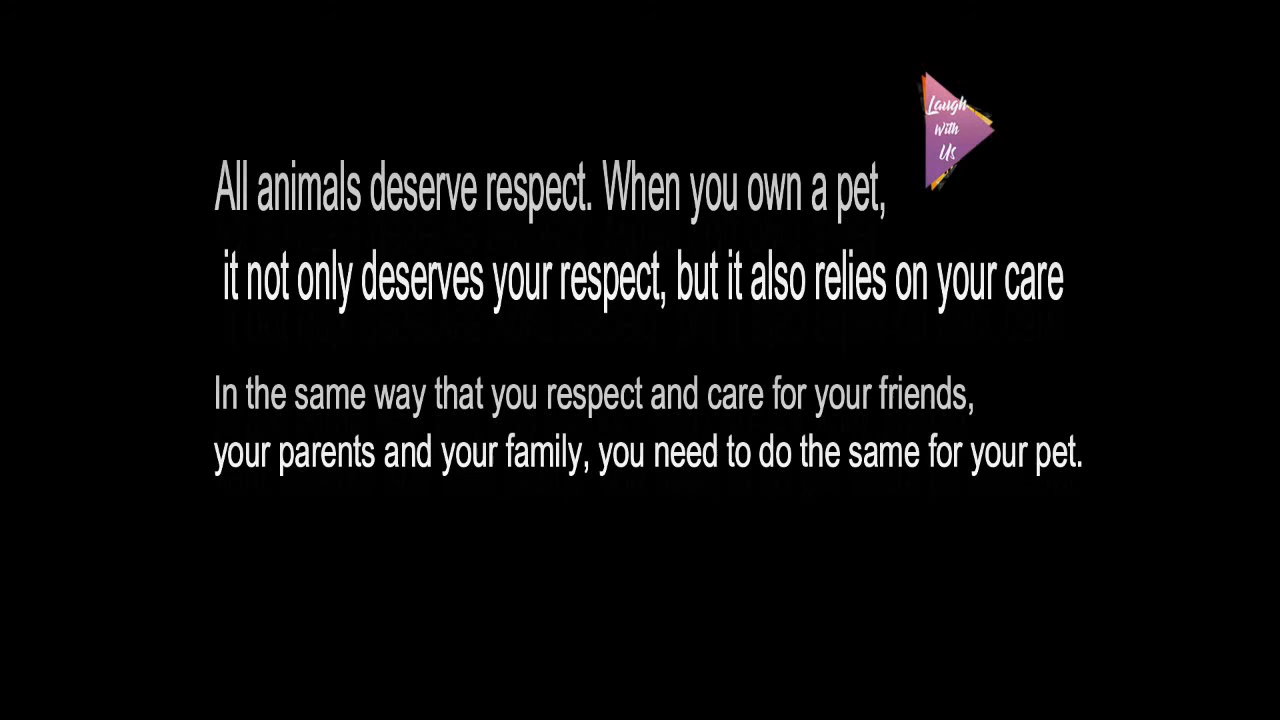 Laugh
With
Us
All animals deserve respect. When you own a pet,
it not only deserves your respect, but it also relies on your care
In the same way that you respect and care for your friends,
your parents and your family, you need to do the same for your pet.